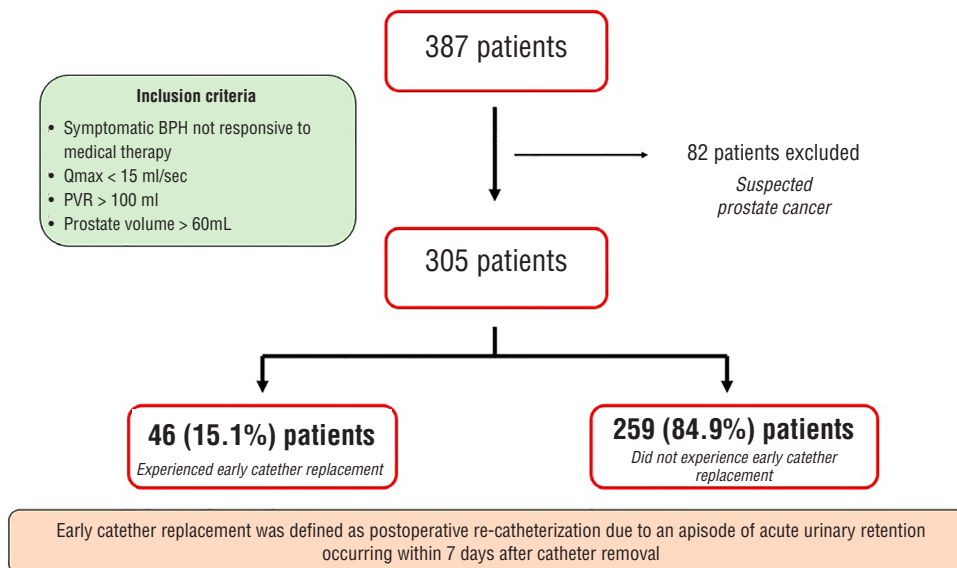 387 patients
Inclusion criteria
• Symptomatic BPH not responsive to
medical therapy
• Qmax < 15 ml/sec
• PVR > 100 ml
• Prostate volume > 60mL
82 patients excluded
Suspected
prostate cancer
305 patients
46 (15.1%) patients
Experienced early catether replacement
259 (84.9%) patients
Did not experience early catether
replacement
Early catether replacement was defined as postoperative re-catheterization due to an apisode of acute urinary retention
occurring within 7 days after catheter removal